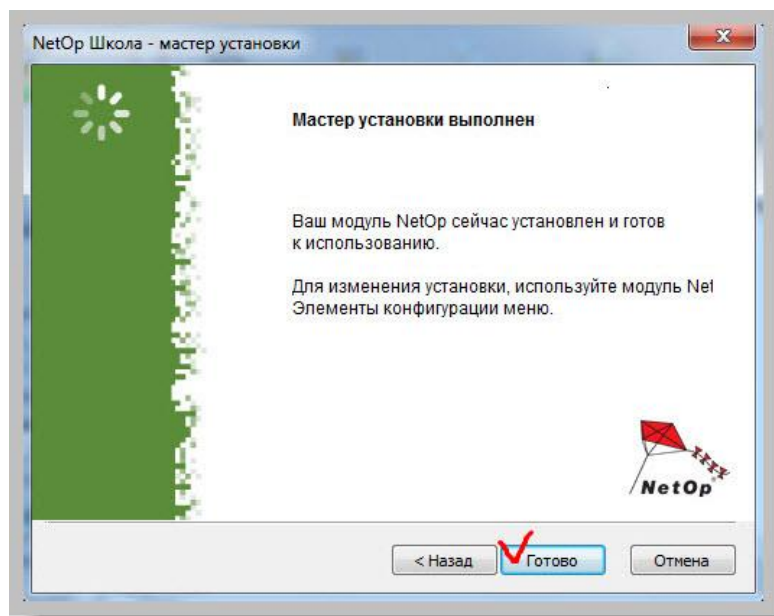 NetOp Школа - мастер установки
Мастер установки выполнен
Ваш модуль NetOp сейчас установлен и готов
к использованию.
Для изменения установки, используйте модуль Net
Элементы конфигурации меню.
NetOp
< Назад Готово Отмена